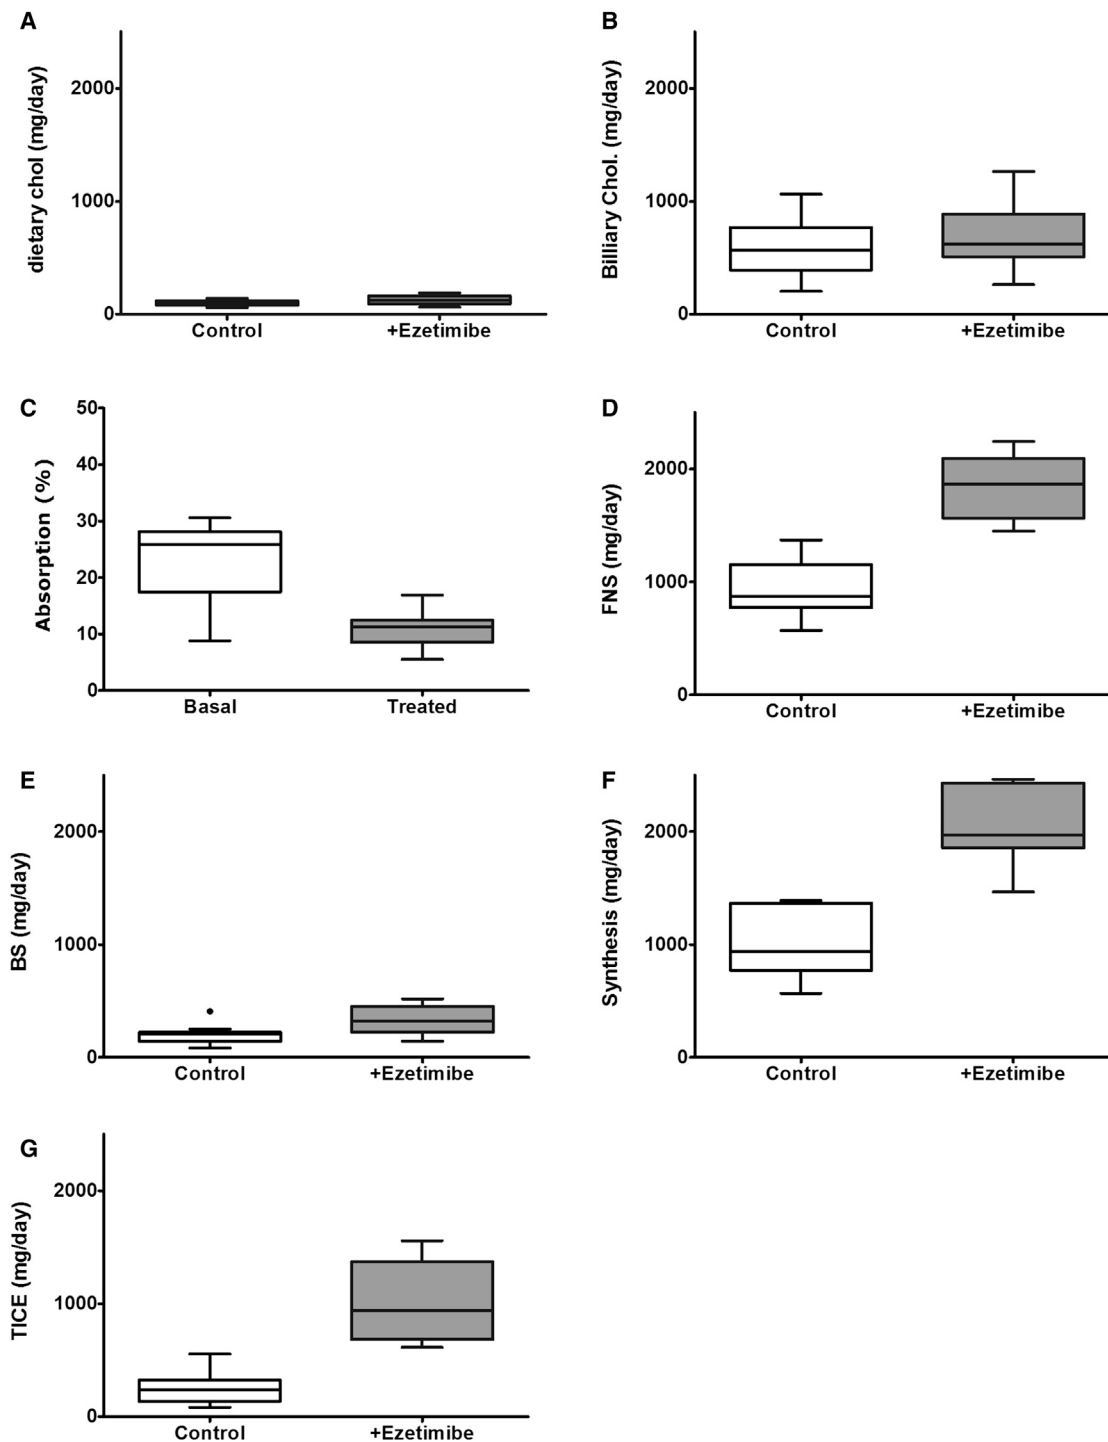 A
dietary chol (mg/day)
2000
1000
0
Control +Ezetimibe
B
Billiary Chol. (mg/day)
2000
1000
0
Control +Ezetimibe
C
Absorption (%)
50
40
30
20
10
0
Basal Treated
D
FNS (mg/day)
2000
1000
0
Control +Ezetimibe
E
BS (mg/day)
2000
1000
0
Control +Ezetimibe
F
Synthesis (mg/day)
2000
1000
0
Control +Ezetimibe
G
TICE (mg/day)
2000
1000
0
Control +Ezetimibe